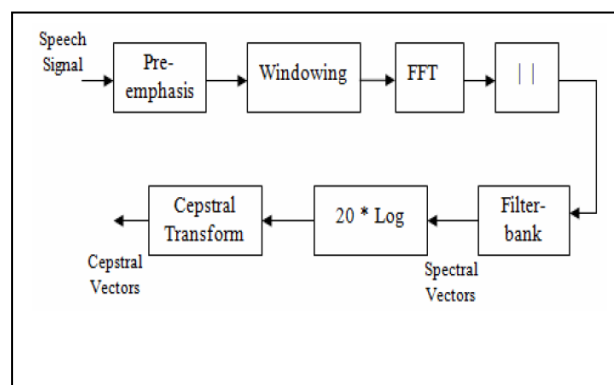 Speech
Signal
Pre-
emphasis
Windowing
FFT
| |
Filter-
bank
Spectral
Vectors
20 * Log
Cepstral
Transform
Cepstral
Vectors